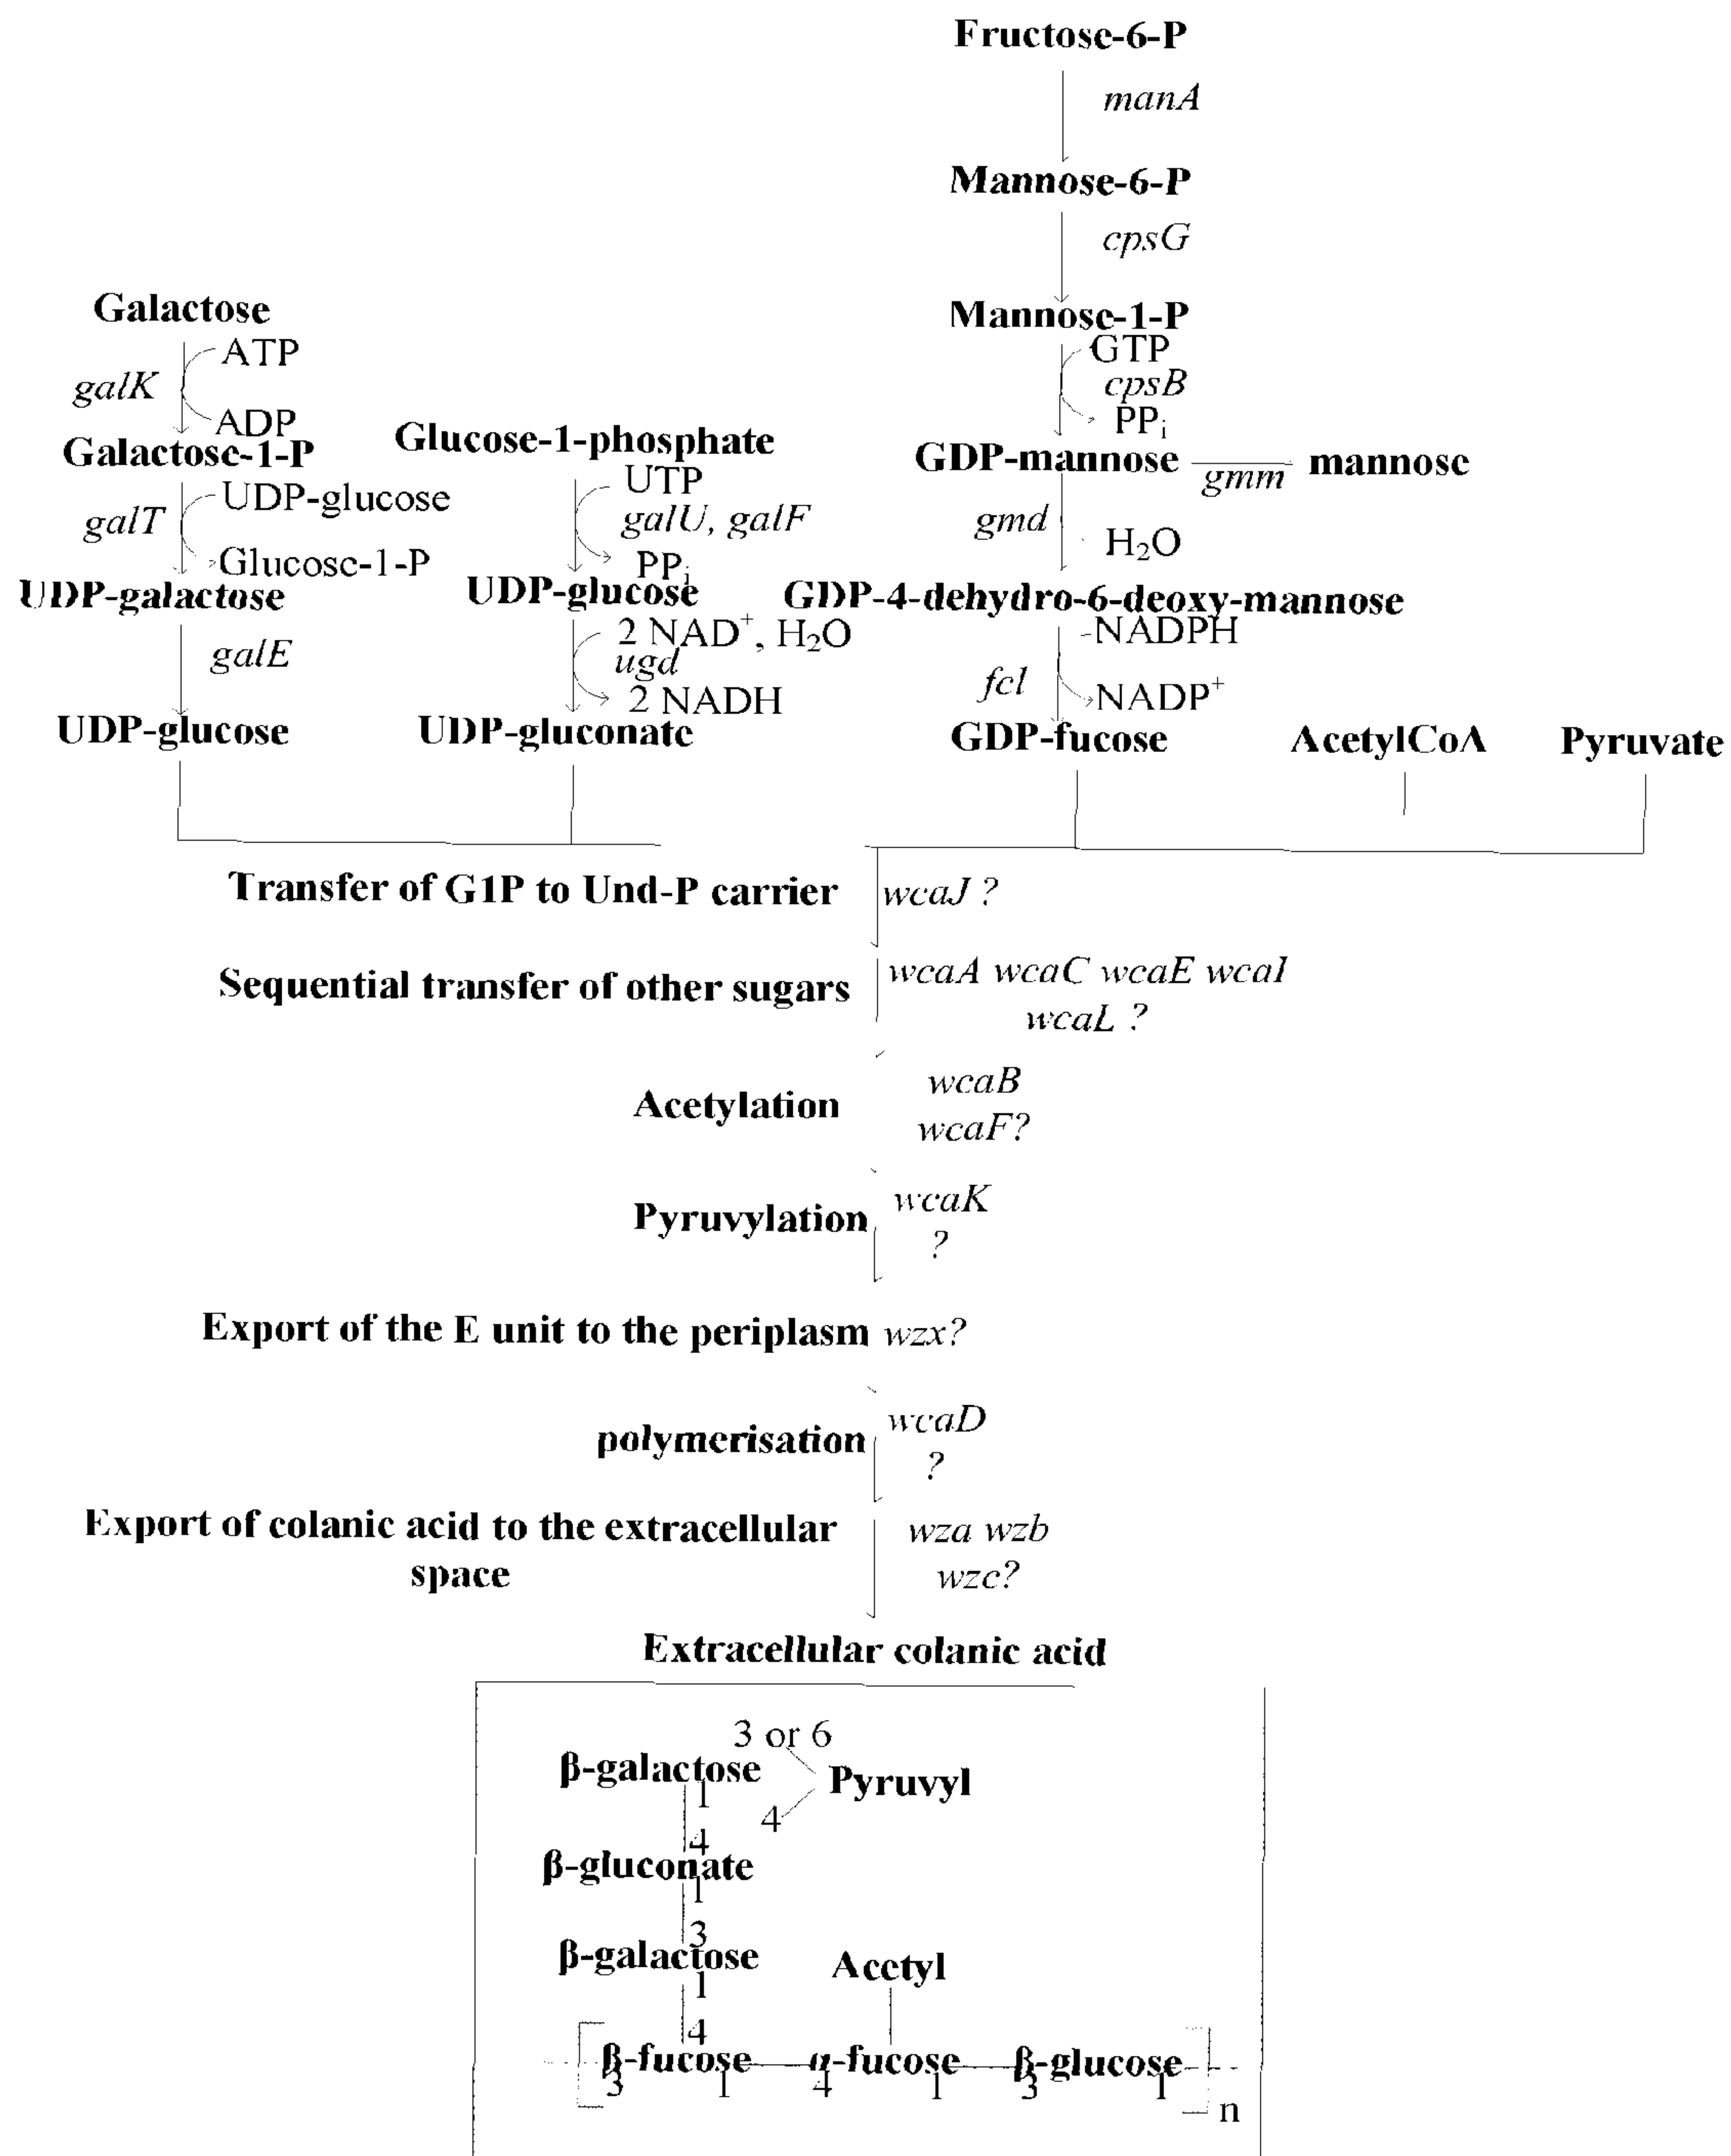 Fructose-6-P
manA
Mannose-6-P
cpsG
Mannose-1-P
GTP
cpsB
PPi
GDP-mannose gmm mannose
gmd
H2O
GDP-4-dehydro-6-deoxy-mannose
NADPH
fcl
NADP+
GDP-fucose
Galactose
ATP
galK
ADP
Galactose-1-P
UDP-glucose
galT
Glucose-1-P
UDP-galactose
galE
UDP-glucose
Glucose-1-phosphate
UTP
galU, galF
PPi
UDP-glucose
2 NAD+, H2O
ugd
2 NADH
UDP-gluconate
AcetylCoA
Pyruvate
Transfer of G1P to Und-P carrier
wcaJ ?
Sequential transfer of other sugars
wcaA wcaC wcaE wcaI
wcaL ?
Acetylation
wcaB
wcaF?
Pyruvylation
wcaK
?
Export of the E unit to the periplasm
wzx?
polymerisation
wcaD
?
Export of colanic acid to the extracellular
space
wza wzb
wzc?
Extracellular colanic acid
3 or 6
β-galactose
Pyruvyl
1
4
4
β-gluconate
1
3
β-galactose
Acetyl
1
4
β-fucose α-fucose β-glucose
3 1 4 1 3 1
n